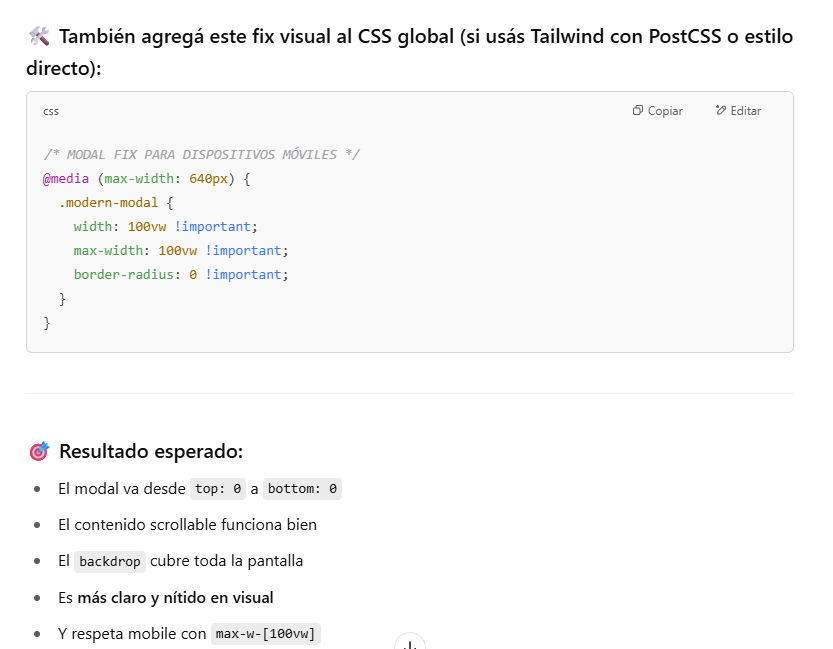 🛠️ También agregá este fix visual al CSS global (si usás Tailwind con PostCSS o estilo
directo):
css
Copiar
Editar
/* MODAL FIX PARA DISPOSITIVOS MÓVILES */
@media (max-width: 640px) {
  .modern-modal {
    width: 100vw !important;
    max-width: 100vw !important;
    border-radius: 0 !important;
  }
}
🎯 Resultado esperado:
• El modal va desde top: 0 a bottom: 0
• El contenido scrollable funciona bien
• El backdrop cubre toda la pantalla
• Es más claro y nítido en visual
• Y respeta mobile con max-w-[100vw]